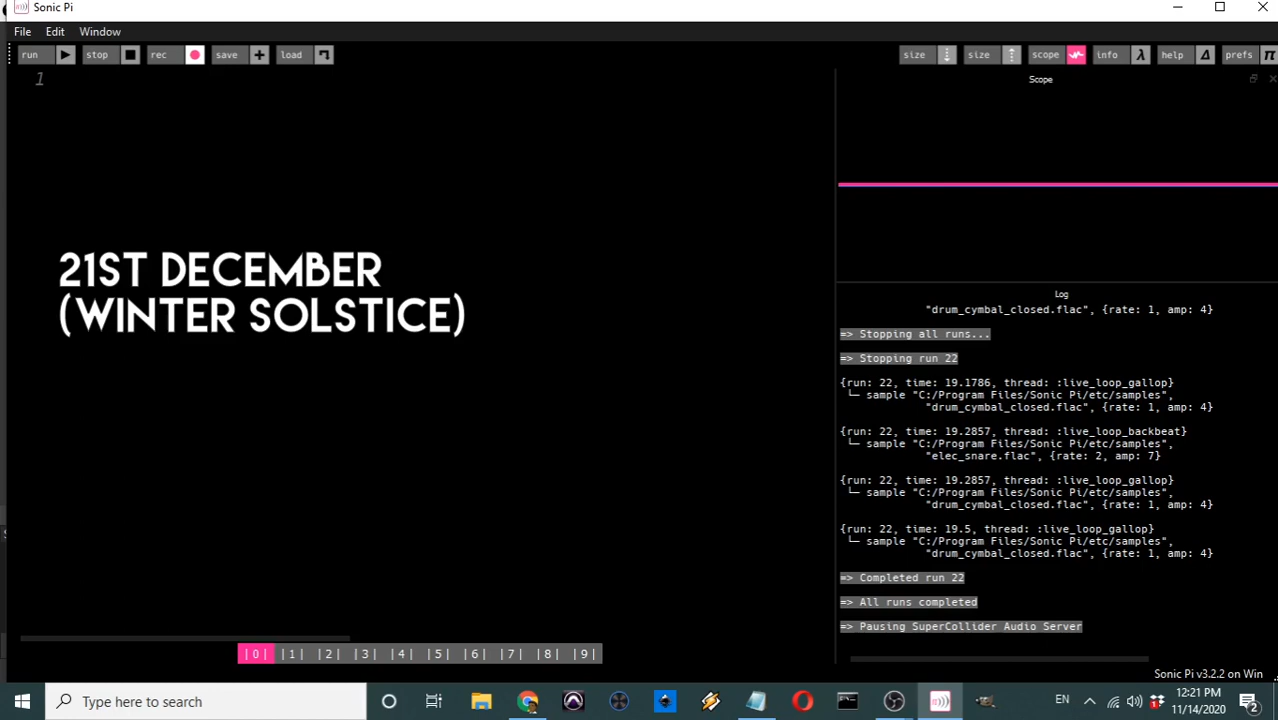 Sonic Pi
File Edit Window
run stop rec save load size size scope info help prefs
1
Scope
21ST DECEMBER
(WINTER SOLSTICE)
Log
"drum_cymbal_closed.flac", {rate: 1, amp: 4}
=> Stopping all runs...
=> Stopping run 22
{run: 22, time: 19.1786, thread: :live_loop_gallop}
└─ sample "C:/Program Files/Sonic Pi/etc/samples",
"drum_cymbal_closed.flac", {rate: 1, amp: 4}
{run: 22, time: 19.2857, thread: :live_loop_backbeat}
└─ sample "C:/Program Files/Sonic Pi/etc/samples",
"elec_snare.flac", {rate: 2, amp: 7}
{run: 22, time: 19.2857, thread: :live_loop_gallop}
└─ sample "C:/Program Files/Sonic Pi/etc/samples",
"drum_cymbal_closed.flac", {rate: 1, amp: 4}
{run: 22, time: 19.5, thread: :live_loop_gallop}
└─ sample "C:/Program Files/Sonic Pi/etc/samples",
"drum_cymbal_closed.flac", {rate: 1, amp: 4}
=> Completed run 22
=> All runs completed
=> Pausing SuperCollider Audio Server
|0| |1| |2| |3| |4| |5| |6| |7| |8| |9|
Sonic Pi v3.2.2 on Win
Type here to search
EN
12:21 PM
11/14/2020
2